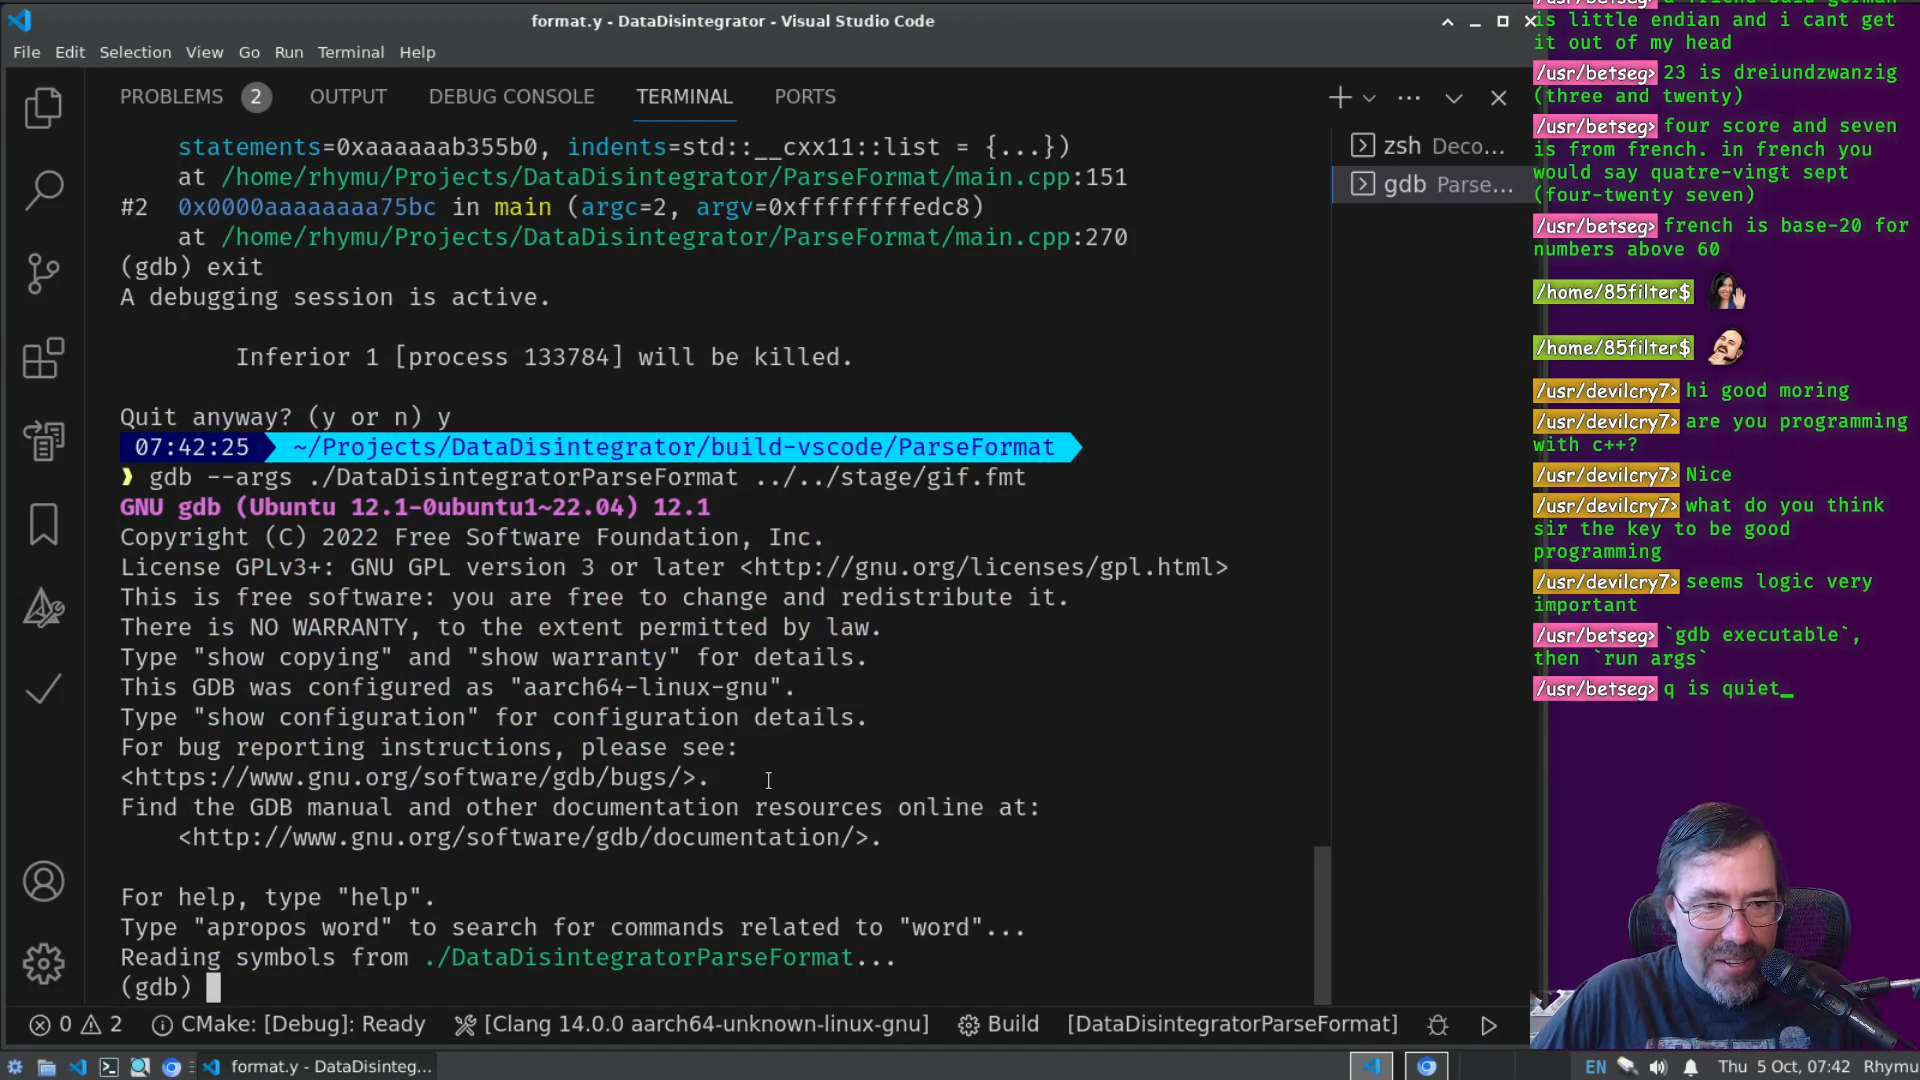 format.y - DataDisintegrator - Visual Studio Code
File Edit Selection View Go Run Terminal Help
PROBLEMS 2 OUTPUT DEBUG CONSOLE TERMINAL PORTS
statements=0xaaaaaab355b0, indents=std::__cxx11::list = {...})
at /home/rhymu/Projects/DataDisintegrator/ParseFormat/main.cpp:151
#2 0x0000aaaaaaaa75bc in main (argc=2, argv=0xffffffffedc8)
at /home/rhymu/Projects/DataDisintegrator/ParseFormat/main.cpp:270
(gdb) exit
A debugging session is active.
Inferior 1 [process 133784] will be killed.
Quit anyway? (y or n) y
07:42:25 ~/Projects/DataDisintegrator/build-vscode/ParseFormat
❯ gdb --args ./DataDisintegratorParseFormat ../../stage/gif.fmt
GNU gdb (Ubuntu 12.1-0ubuntu1~22.04) 12.1
Copyright (C) 2022 Free Software Foundation, Inc.
License GPLv3+: GNU GPL version 3 or later <http://gnu.org/licenses/gpl.html>
This is free software: you are free to change and redistribute it.
There is NO WARRANTY, to the extent permitted by law.
Type "show copying" and "show warranty" for details.
This GDB was configured as "aarch64-linux-gnu".
Type "show configuration" for configuration details.
For bug reporting instructions, please see:
<https://www.gnu.org/software/gdb/bugs/>.
Find the GDB manual and other documentation resources online at:
<http://www.gnu.org/software/gdb/documentation/>.
For help, type "help".
Type "apropos word" to search for commands related to "word"...
Reading symbols from ./DataDisintegratorParseFormat...
(gdb)
zsh Deco...
gdb Parse...
is little endian and i cant get
it out of my head
/usr/betseg> 23 is dreiundzwanzig
(three and twenty)
/usr/betseg> four score and seven
is from french. in french you
would say quatre-vingt sept
(four-twenty seven)
/usr/betseg> french is base-20 for
numbers above 60
/home/85filter$
/home/85filter$
/usr/devilcry7> hi good moring
/usr/devilcry7> are you programming
with c++?
/usr/devilcry7> Nice
/usr/devilcry7> what do you think
sir the key to be good
programming
/usr/devilcry7> seems logic very
important
/usr/betseg> `gdb executable`,
then `run args`
/usr/betseg> q is quiet_
0 2 CMake: [Debug]: Ready [Clang 14.0.0 aarch64-unknown-linux-gnu] Build [DataDisintegratorParseFormat]
format.y - DataDisinteg... EN Thu 5 Oct, 07:42 Rhymu